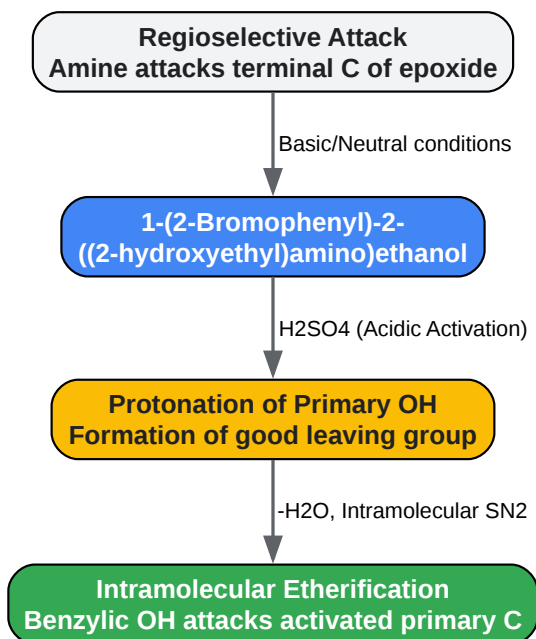 Regioselective Attack
Amine attacks terminal C of epoxide
Basic/Neutral conditions
1-(2-Bromophenyl)-2-
((2-hydroxyethyl)amino)ethanol
H2SO4 (Acidic Activation)
Protonation of Primary OH
Formation of good leaving group
-H2O, Intramolecular SN2
Intramolecular Etherification
Benzylic OH attacks activated primary C